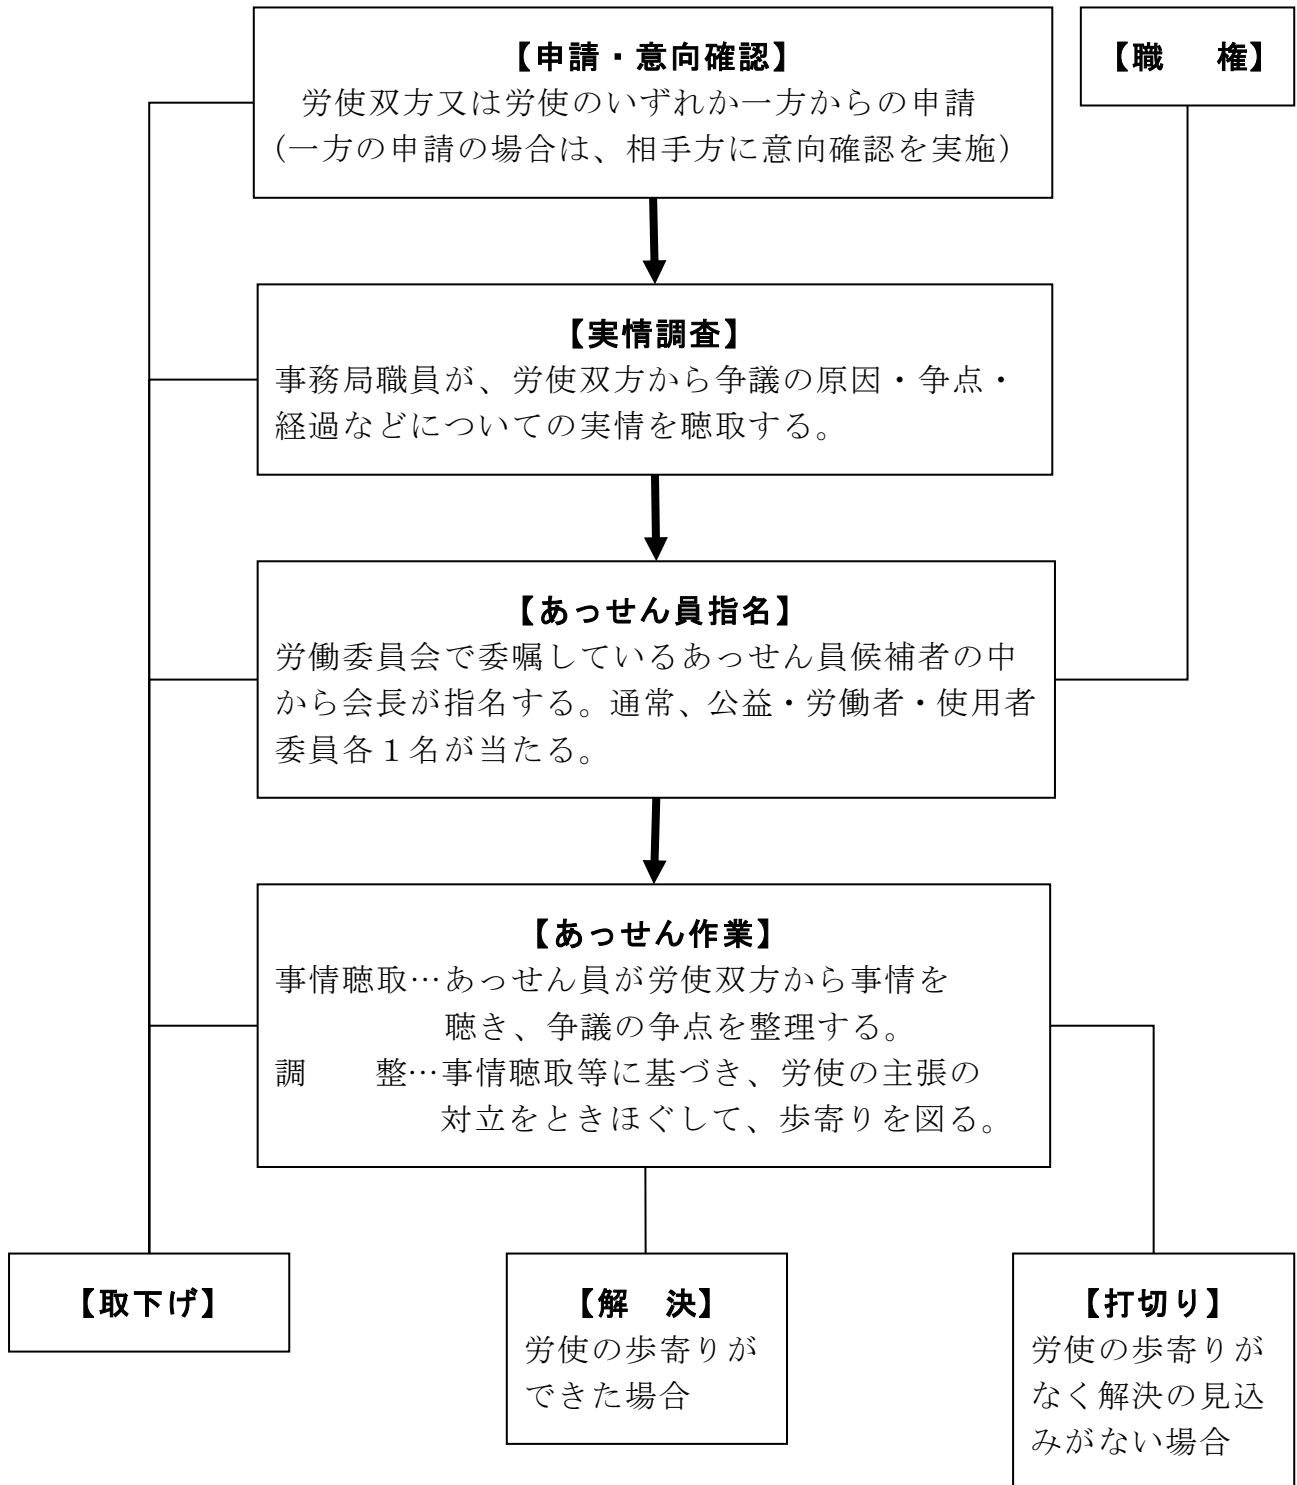 【申請・意向確認】
労使双方又は労使のいずれか一方からの申請
(一方の申請の場合は、相手方に意向確認を実施)
【職　　権】
【実情調査】
事務局職員が、労使双方から争議の原因・争点・
経過などについての実情を聴取する。
【あっせん員指名】
労働委員会で委嘱しているあっせん員候補者の中
から会長が指名する。通常、公益・労働者・使用者
委員各１名が当たる。
【あっせん作業】
事情聴取…あっせん員が労使双方から事情を
聴き、争議の争点を整理する。
調　　整…事情聴取等に基づき、労使の主張の
対立をときほぐして、歩寄りを図る。
【取下げ】
【解　決】
労使の歩寄りが
できた場合
【打切り】
労使の歩寄りが
なく解決の見込
みがない場合